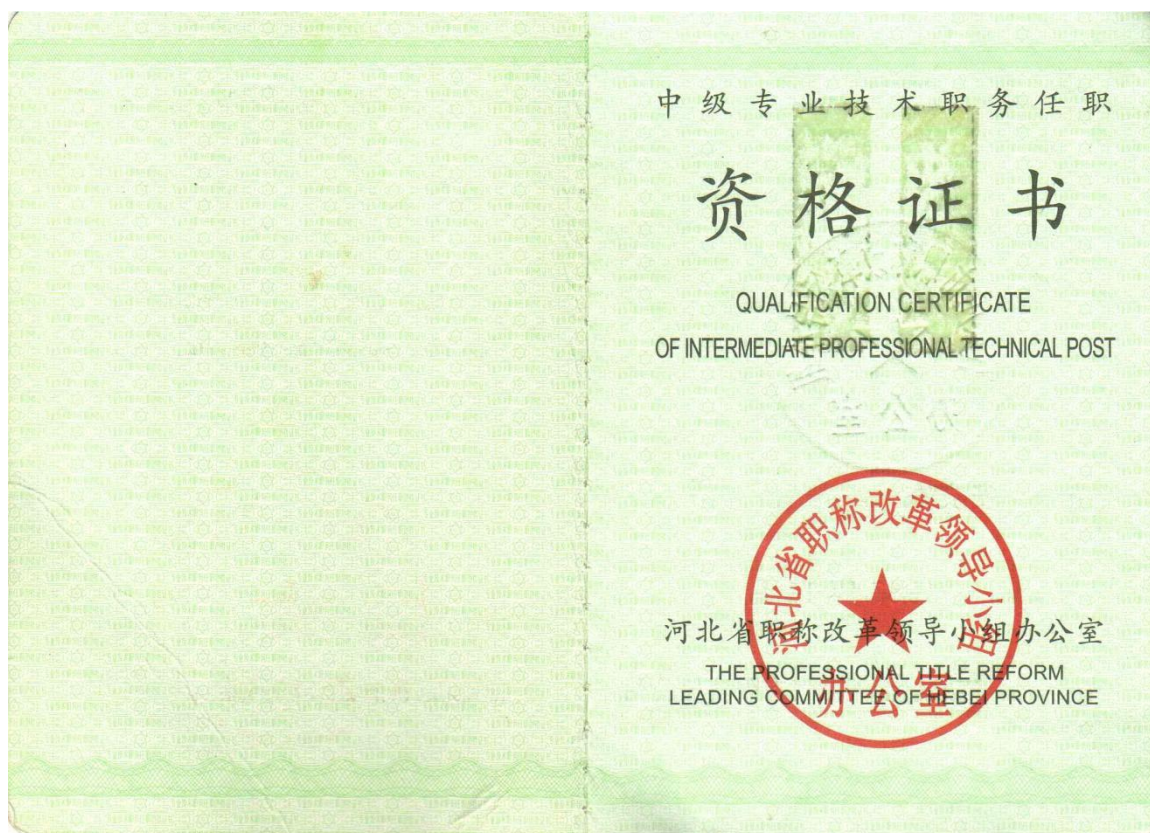 中级专业技术职务任职
资格证书
QUALIFICATION CERTIFICATE
OF INTERMEDIATE PROFESSIONAL TECHNICAL POST
河北省职称改革领导小组
办公室
河北省职称改革领导小组办公室
THE PROFESSIONAL TITLE REFORM
LEADING COMMITTEE OF HEBEI PROVINCE